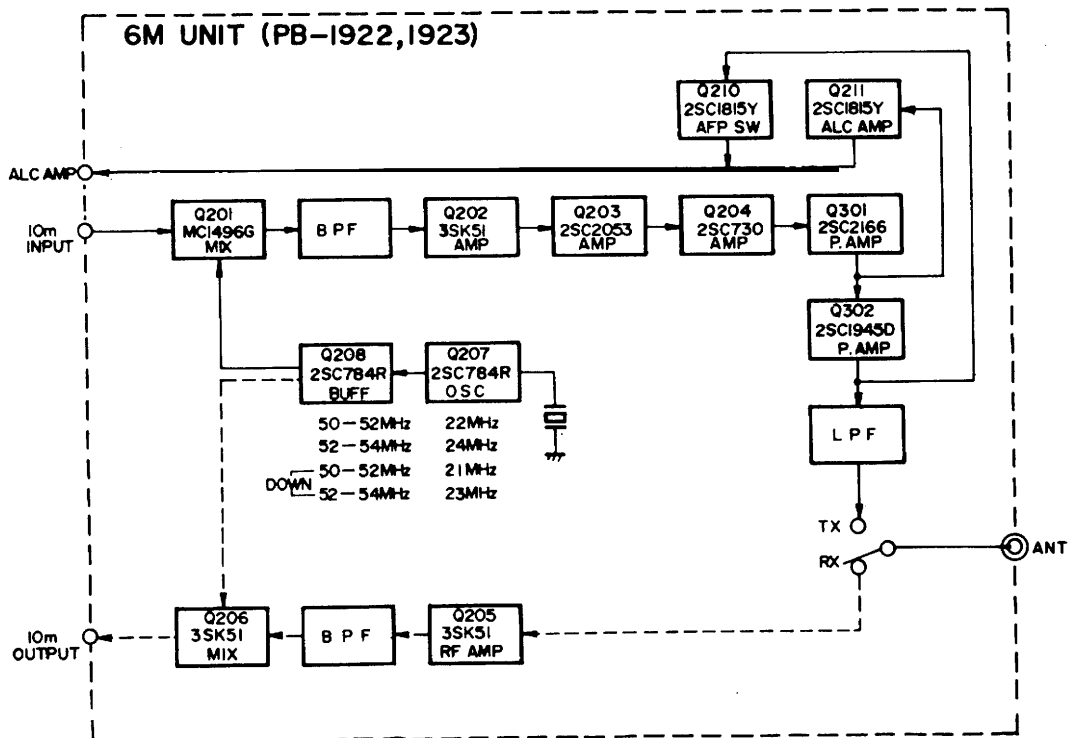 6M UNIT (PB-1922,1923)
Q210
2SC1815Y
AFP SW
Q211
2SC1815Y
ALC AMP
ALC AMP
10m
INPUT
Q201
MC1496G
MIX
BPF
Q202
3SK51
AMP
Q203
2SC2053
AMP
Q204
2SC730
AMP
Q301
2SC2166
P. AMP
Q302
2SC1945D
P. AMP
Q208
2SC784R
BUFF
Q207
2SC784R
OSC
50-52MHz 22MHz
52-54MHz 24MHz
DOWN
50-52MHz 21MHz
52-54MHz 23MHz
LPF
TX
RX
ANT
10m
OUTPUT
Q206
3SK51
MIX
BPF
Q205
3SK51
RF AMP